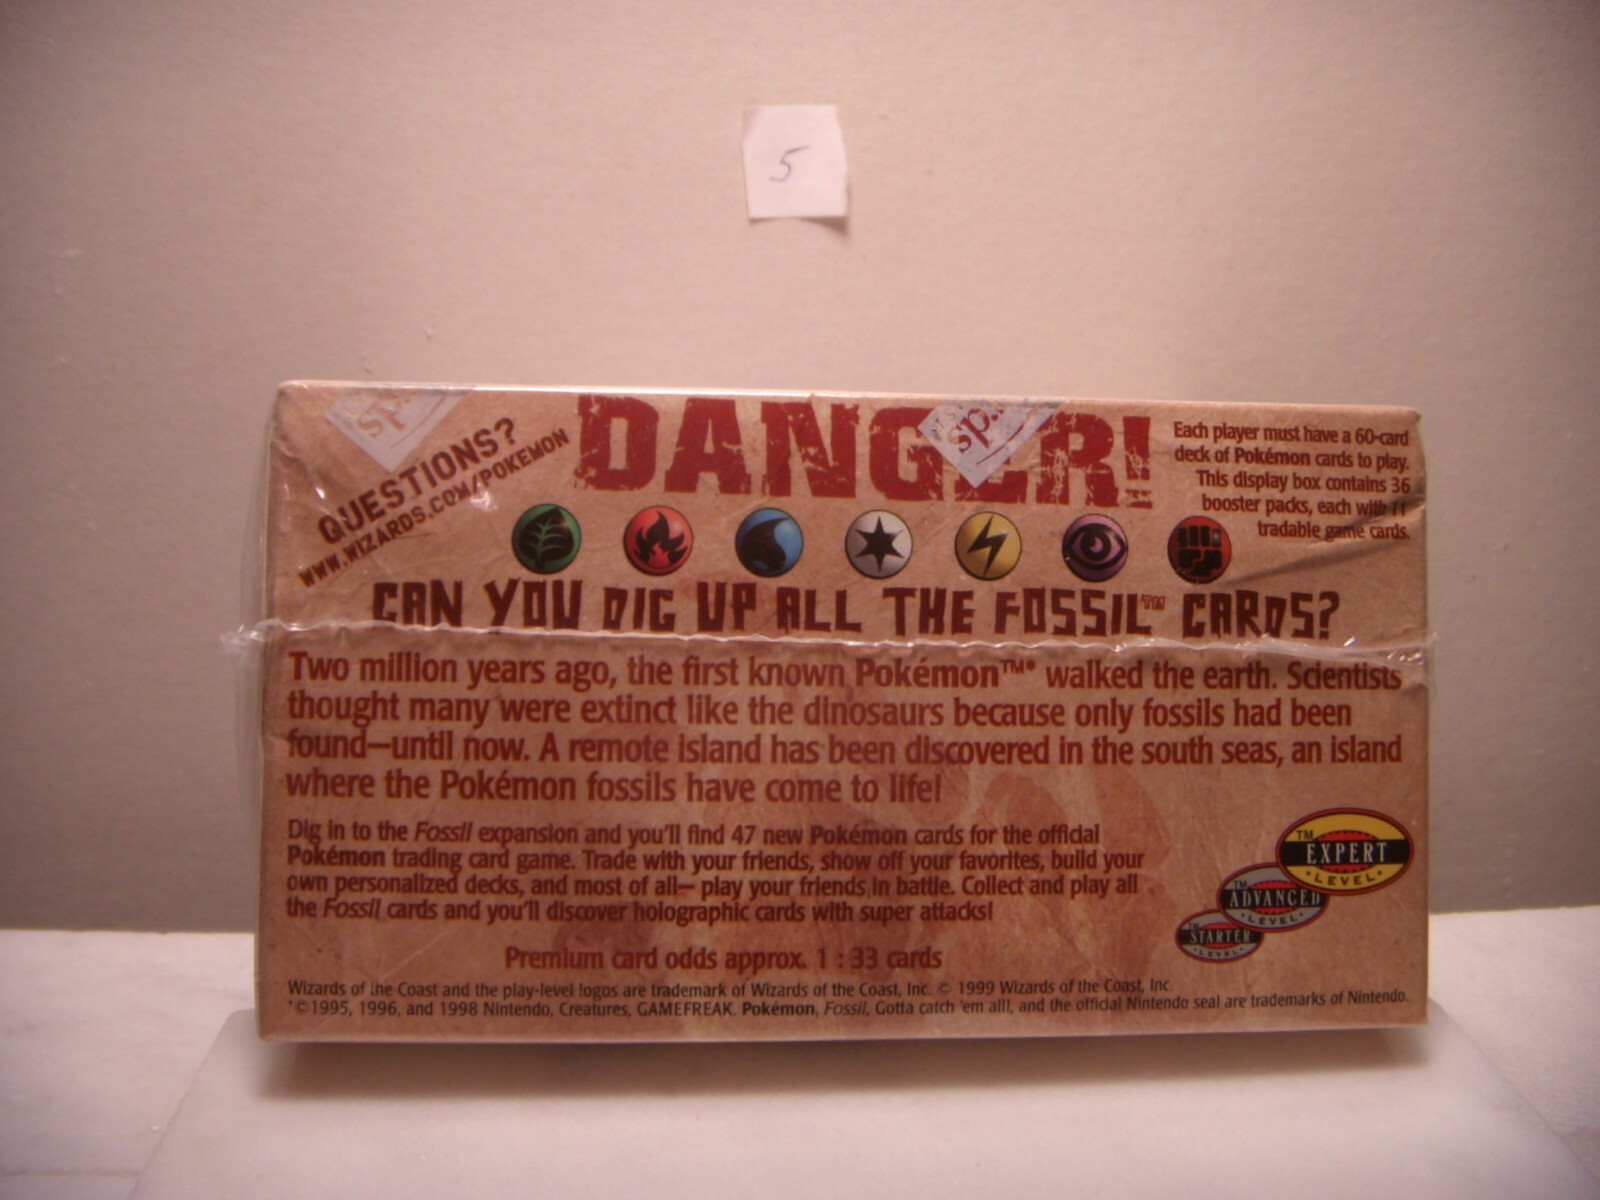 5
QUESTIONS?
WWW.WIZARDS.COM/POKEMON
DANGER!
Each player must have a 60-card
deck of Pokémon cards to play.
This display box contains 36
booster packs, each with 11
tradable game cards.
CAN YOU DIG UP ALL THE FOSSIL™ CARDS?
Two million years ago, the first known Pokémon™* walked the earth. Scientists
thought many were extinct like the dinosaurs because only fossils had been
found—until now. A remote island has been discovered in the south seas, an island
where the Pokémon fossils have come to life!
Dig in to the Fossil expansion and you'll find 47 new Pokémon cards for the official
Pokémon trading card game. Trade with your friends, show off your favorites, build your
own personalized decks, and most of all— play your friends in battle. Collect and play all
the Fossil cards and you'll discover holographic cards with super attacks!
TM
EXPERT
LEVEL
TM
ADVANCED
LEVEL
TM
STARTER
LEVEL
Premium card odds approx. 1 : 33 cards
Wizards of the Coast and the play-level logos are trademark of Wizards of the Coast, Inc. © 1999 Wizards of the Coast, Inc.
*©1995, 1996, and 1998 Nintendo, Creatures, GAMEFREAK. Pokémon, Fossil, Gotta catch 'em all!, and the official Nintendo seal are trademarks of Nintendo.